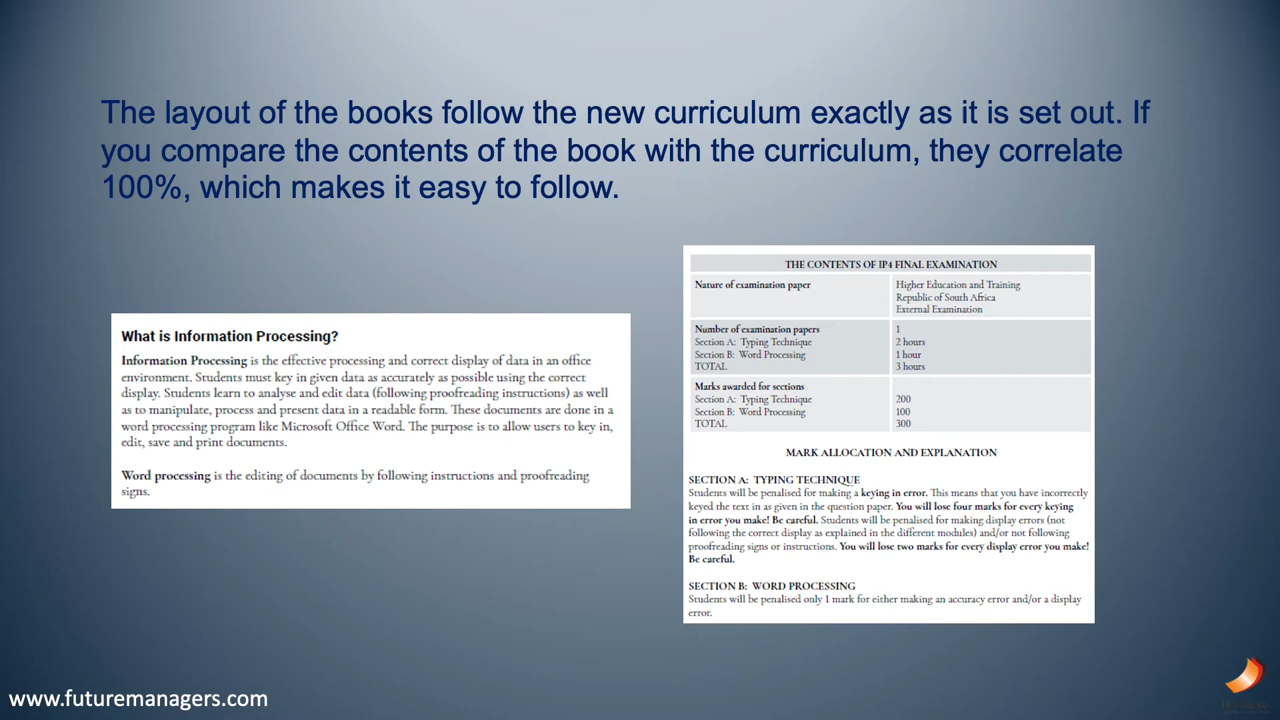 The layout of the books follow the new curriculum exactly as it is set out. If
you compare the contents of the book with the curriculum, they correlate
100%, which makes it easy to follow.
What is Information Processing?
Information Processing is the effective processing and correct display of data in an office
environment. Students must key in given data as accurately as possible using the correct
display. Students learn to analyse and edit data (following proofreading instructions) as well
as to manipulate, process and present data in a readable form. These documents are done in a
word processing program like Microsoft Office Word. The purpose is to allow users to key in,
edit, save and print documents.
Word processing is the editing of documents by following instructions and proofreading
signs.
THE CONTENTS OF IP4 FINAL EXAMINATION
Nature of examination paper Higher Education and Training
Republic of South Africa
External Examination
Number of examination papers 1
Section A: Typing Technique 2 hours
Section B: Word Processing 1 hour
TOTAL 3 hours
Marks awarded for sections
Section A: Typing Technique 200
Section B: Word Processing 100
TOTAL 300
MARK ALLOCATION AND EXPLANATION
SECTION A: TYPING TECHNIQUE
Students will be penalised for making a keying in error. This means that you have incorrectly
keyed the text in as given in the question paper. You will lose four marks for every keying
in error you make! Be careful. Students will be penalised for making display errors (not
following the correct display as explained in the different modules) and/or not following
proofreading signs or instructions. You will lose two marks for every display error you make!
Be careful.
SECTION B: WORD PROCESSING
Students will be penalised only 1 mark for either making an accuracy error and/or a display
error.
www.futuremanagers.com